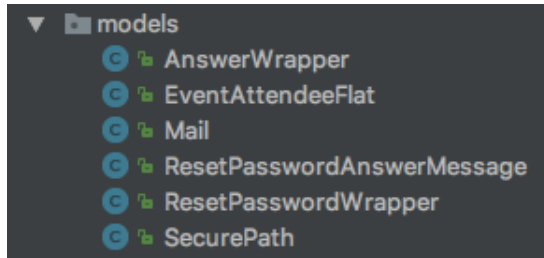 models
C AnswerWrapper
C EventAttendeeFlat
C Mail
C ResetPasswordAnswerMessage
C ResetPasswordWrapper
C SecurePath